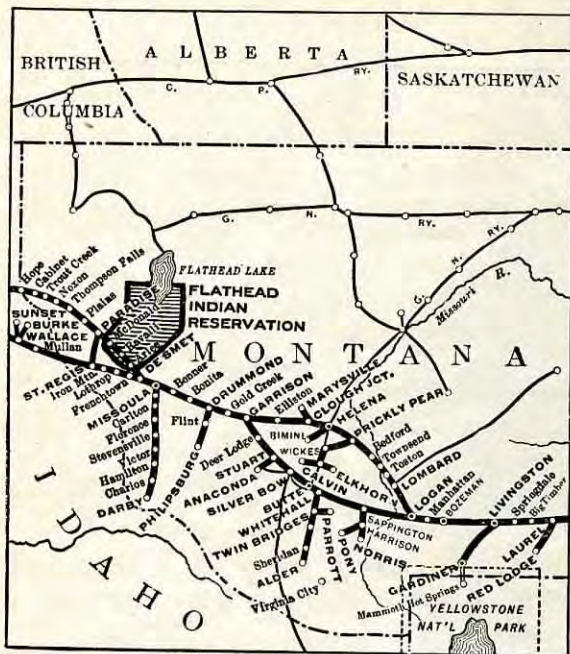 BRITISH
COLUMBIA
ALBERTA
SASKATCHEWAN
C. P. RY.
G. N. RY.
G. N. RY.
Missouri R.
FLATHEAD LAKE
FLATHEAD
INDIAN
RESERVATION
MONTANA
IDAHO
Hope
Cabinet
Trout Creek
Noxon
Thompson Falls
Plains
PARADISE
McDonald
Ravalli
Arlee
DE SMET
SUNSET
BURKE
WALLACE
Mullan
ST. REGIS
Iron Mtn.
Lothrop
Frenchtown
MISSOULA
Carlton
Florence
Stevensville
Victor
Hamilton
Charlos
DARBY
Bonner
Bonita
DRUMMOND
Flint
PHILIPSBURG
Gold Creek
GARRISON
Elliston
MARYSVILLE
CLOUGH JCT.
HELENA
PRICKLY PEAR
BIMINI
WICKES
Bedford
Townsend
Toston
LOMBARD
Deer Lodge
STUART
ANACONDA
SILVER BOW
BUTTE
CALVIN
ELKHORN
WHITEHALL
TWIN BRIDGES
PARROTT
PONY
SAPPINGTON
HARRISON
NORRIS
Sheridan
ALDER
Virginia City
LOGAN
Manhattan
BOZEMAN
LIVINGSTON
Springdale
Big Timber
LAUREL
GARDINER
RED LODGE
Mammoth Hot Springs
YELLOWSTONE
NAT'L PARK